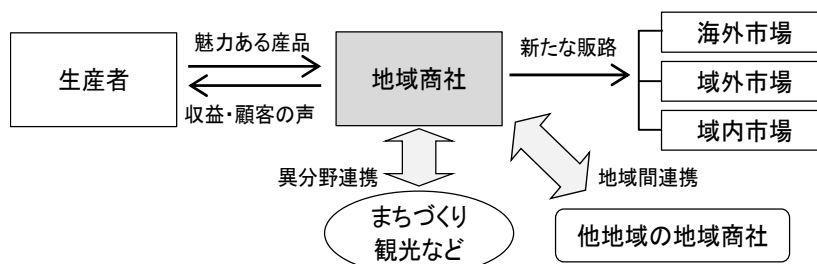 生産者
魅力ある産品
収益・顧客の声
地域商社
新たな販路
海外市場
域外市場
域内市場
異分野連携
まちづくり
観光など
地域間連携
他地域の地域商社